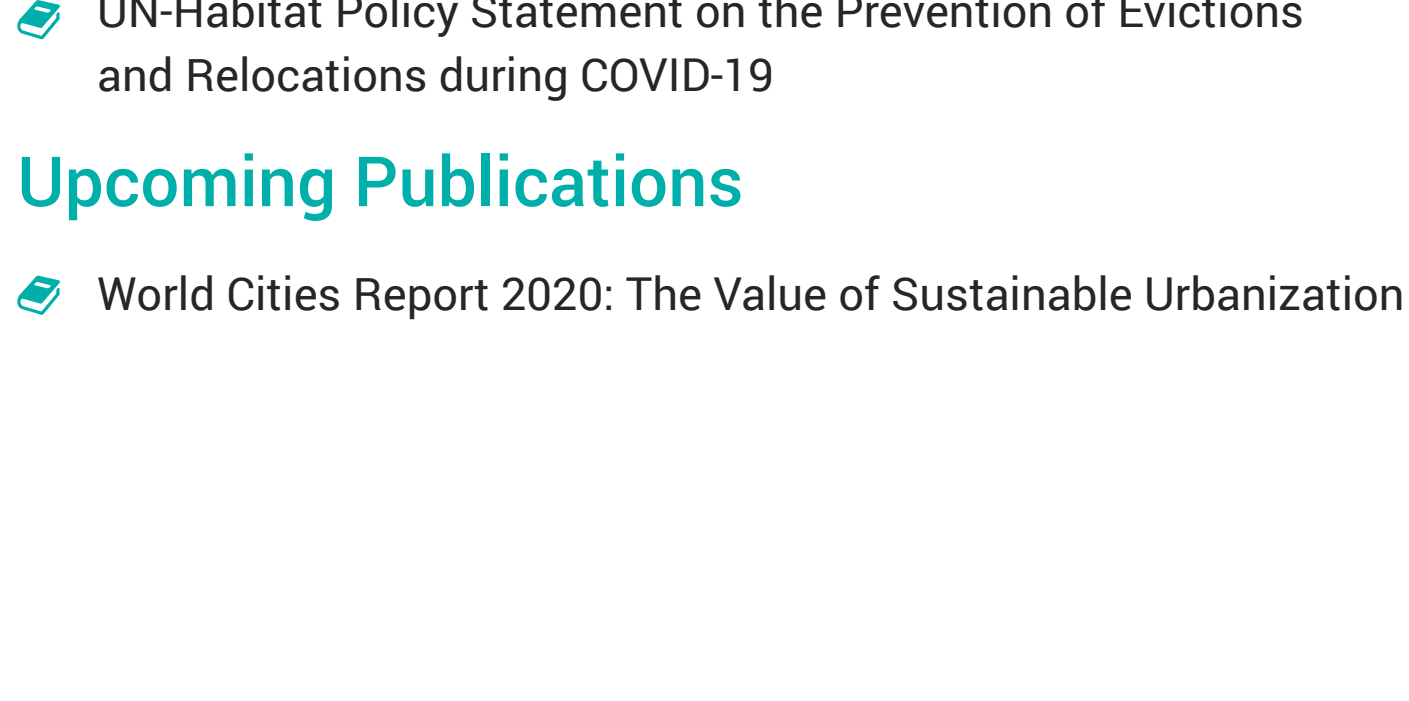 UN-Habitat Policy Statement on the Prevention of Evictions
and Relocations during COVID-19
Upcoming Publications
World Cities Report 2020: The Value of Sustainable Urbanization